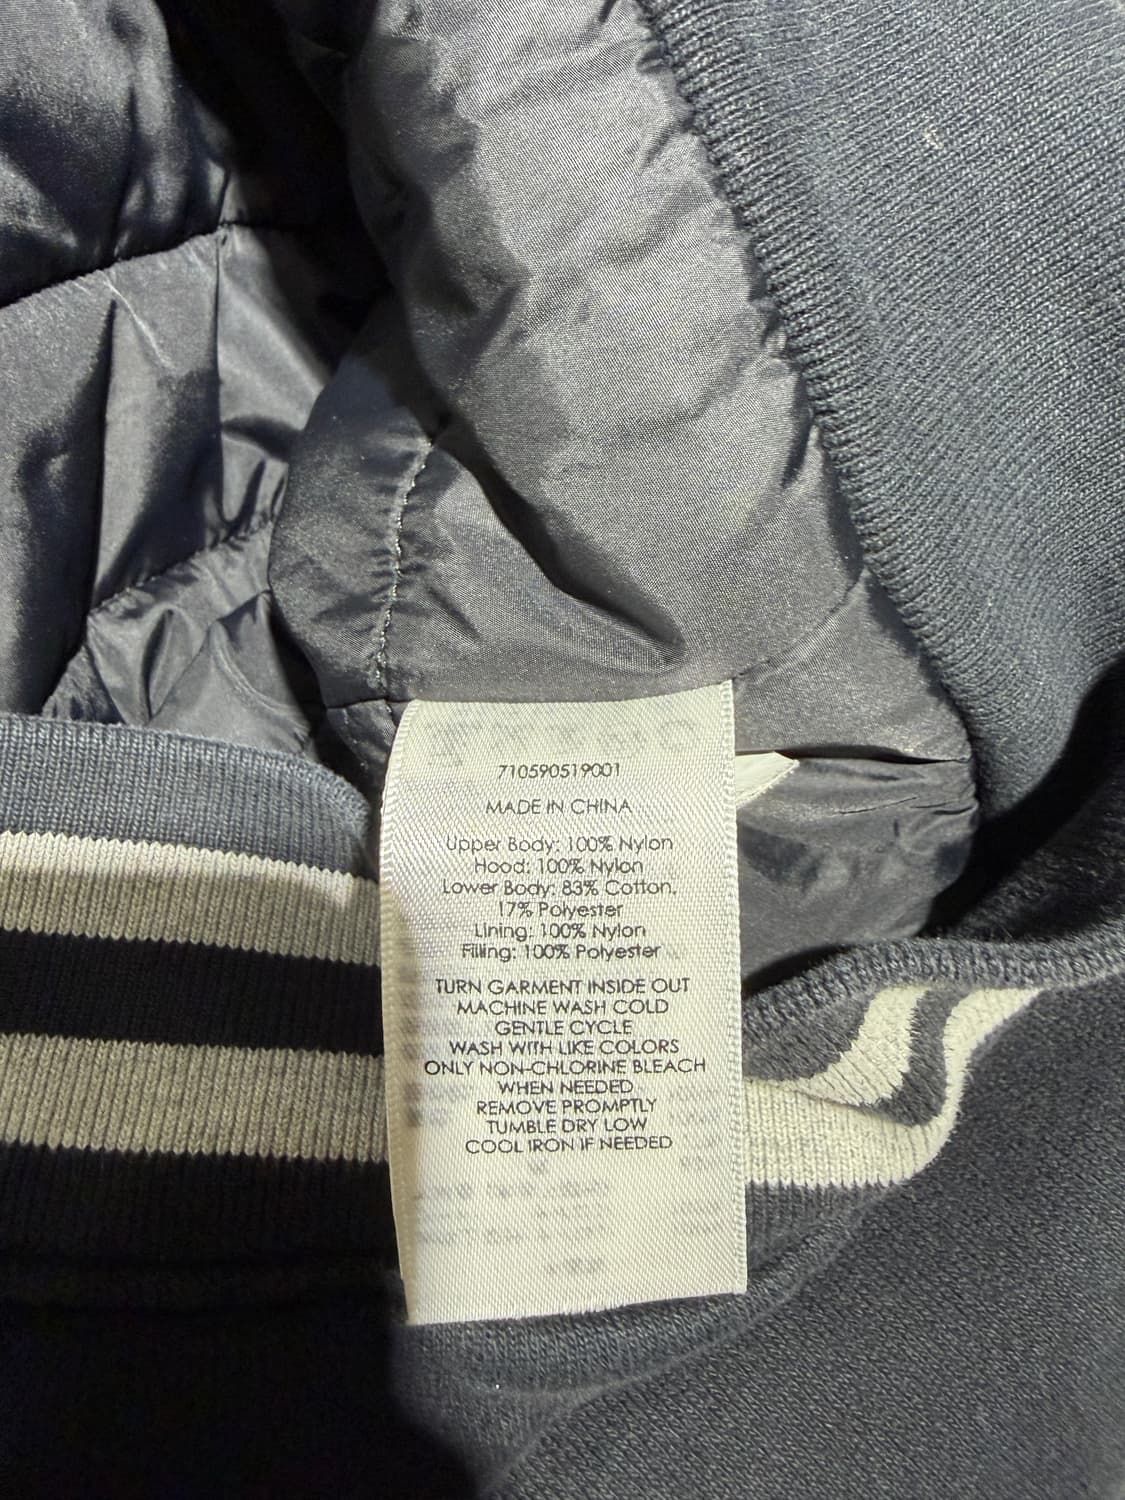 710590519001
MADE IN CHINA
Upper Body: 100% Nylon
Hood: 100% Nylon
Lower Body: 83% Cotton,
17% Polyester
Lining: 100% Nylon
Filling: 100% Polyester
TURN GARMENT INSIDE OUT
MACHINE WASH COLD
GENTLE CYCLE
WASH WITH LIKE COLORS
ONLY NON-CHLORINE BLEACH
WHEN NEEDED
REMOVE PROMPTLY
TUMBLE DRY LOW
COOL IRON IF NEEDED